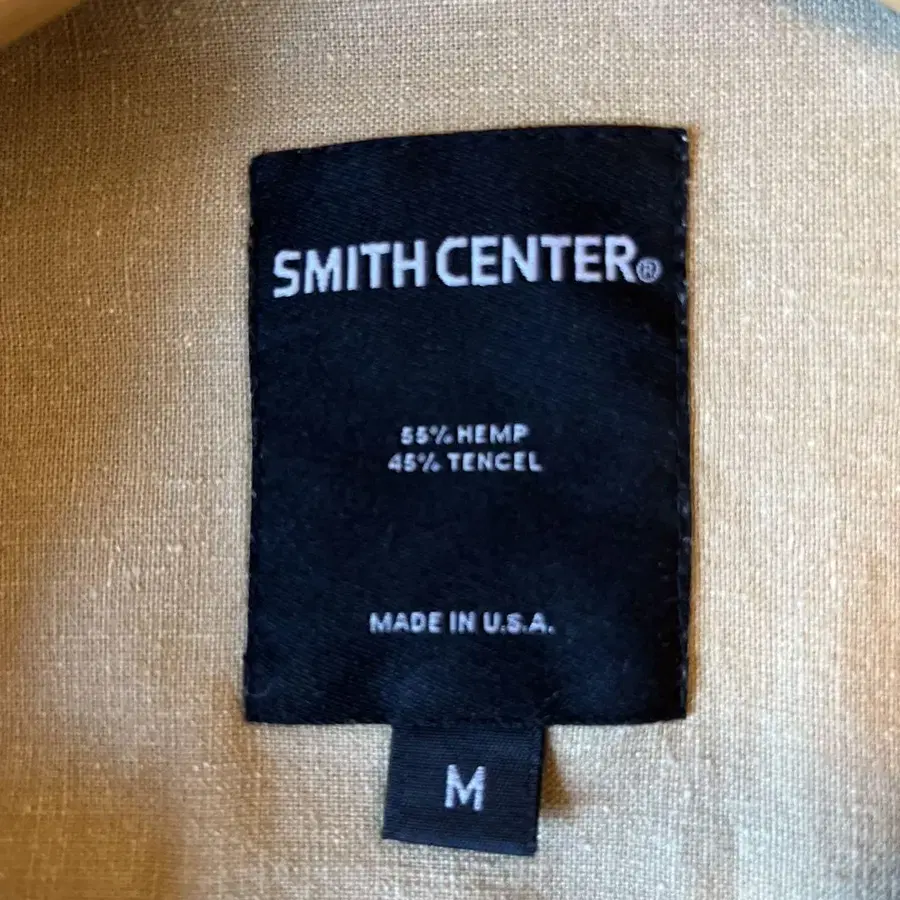 SMITH CENTER®
55% HEMP
45% TENCEL
MADE IN U.S.A.
M